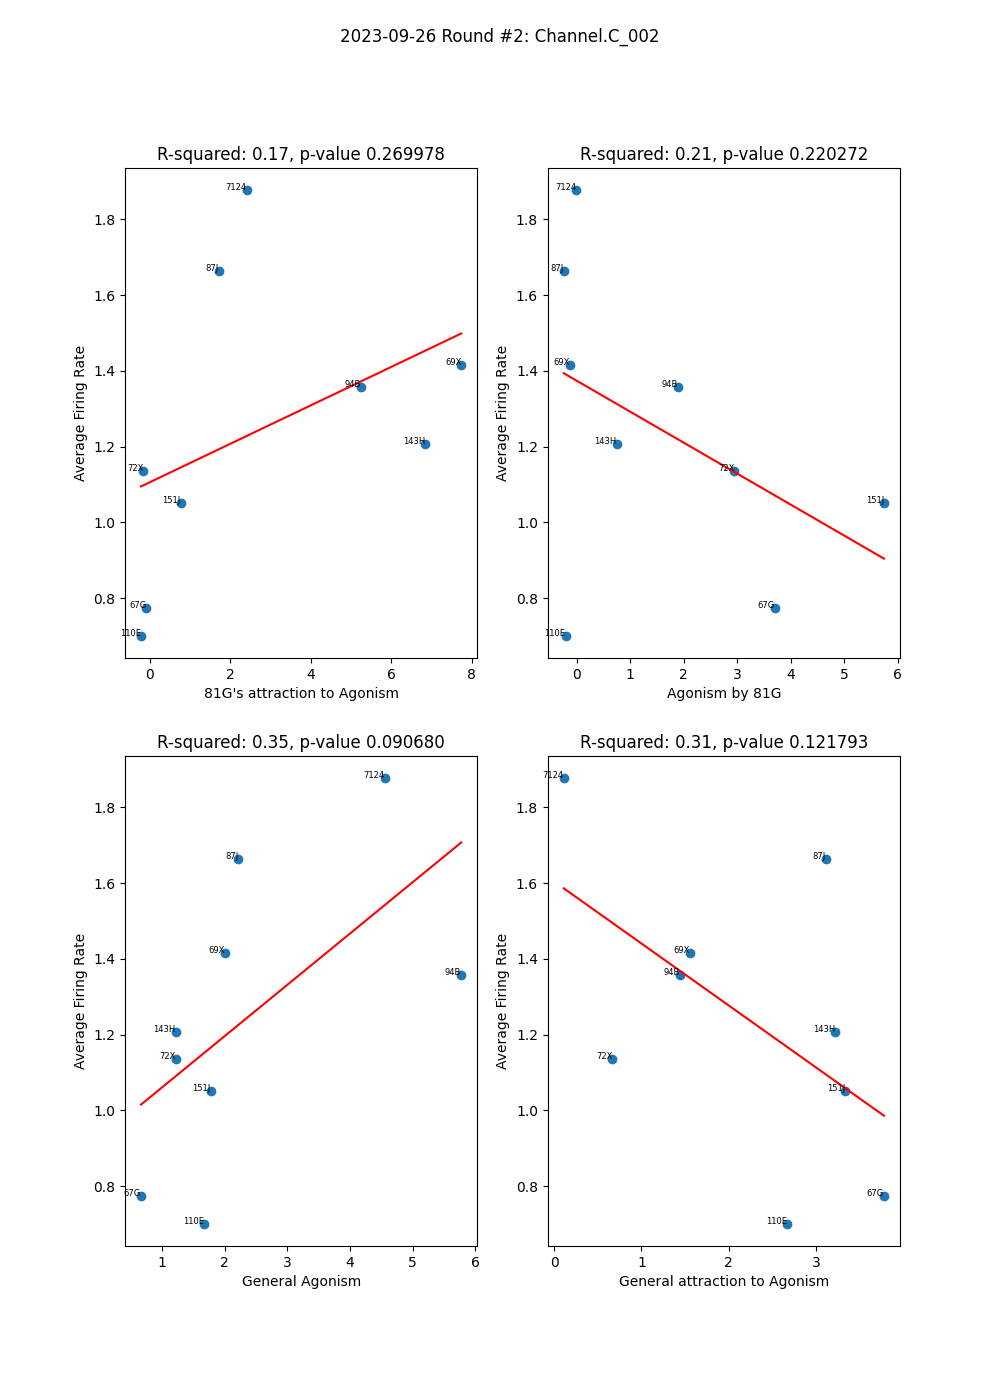 2023-09-26 Round #2: Channel.C_002
R-squared: 0.17, p-value 0.269978
1.8
1.6
1.4
1.2
1.0
0.8
Average Firing Rate
7124
87J
69X
94B
143H
72X
151J
67G
110E
0 2 4 6 8
81G's attraction to Agonism
R-squared: 0.21, p-value 0.220272
1.8
1.6
1.4
1.2
1.0
0.8
Average Firing Rate
7124
87J
69X
94B
143H
72X
151J
67G
110E
0 1 2 3 4 5 6
Agonism by 81G
R-squared: 0.35, p-value 0.090680
1.8
1.6
1.4
1.2
1.0
0.8
Average Firing Rate
7124
87J
69X
94B
143H
72X
151J
67G
110E
1 2 3 4 5 6
General Agonism
R-squared: 0.31, p-value 0.121793
1.8
1.6
1.4
1.2
1.0
0.8
Average Firing Rate
7124
87J
69X
94B
143H
72X
151J
67G
110E
0 1 2 3
General attraction to Agonism